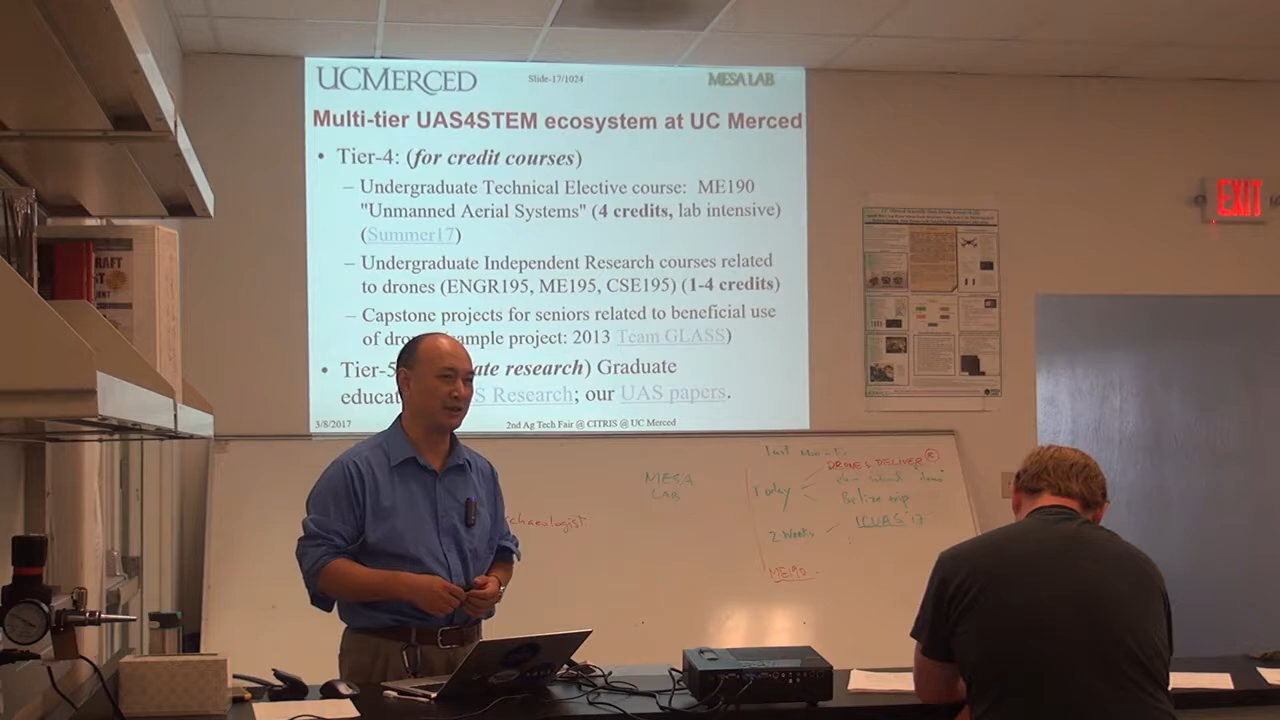 UCMERCED
Slide-17/1024
MESA LAB
Multi-tier UAS4STEM ecosystem at UC Merced
• Tier-4: (for credit courses)
– Undergraduate Technical Elective course: ME190
"Unmanned Aerial Systems" (4 credits, lab intensive)
(Summer17)
– Undergraduate Independent Research courses related
to drones (ENGR195, ME195, CSE195) (1-4 credits)
– Capstone projects for seniors related to beneficial use
of dro ample project: 2013 Team GLASS)
• Tier-5 ate research) Graduate
educat S Research; our UAS papers.
3/8/2017
2nd Ag Tech Fair @ CITRIS @ UC Merced
EXIT
MESA
LAB
chaeologist
Today
DRONE & DELIVER ®
Belize trip
2 Weeks
ICUAS '17
ME190